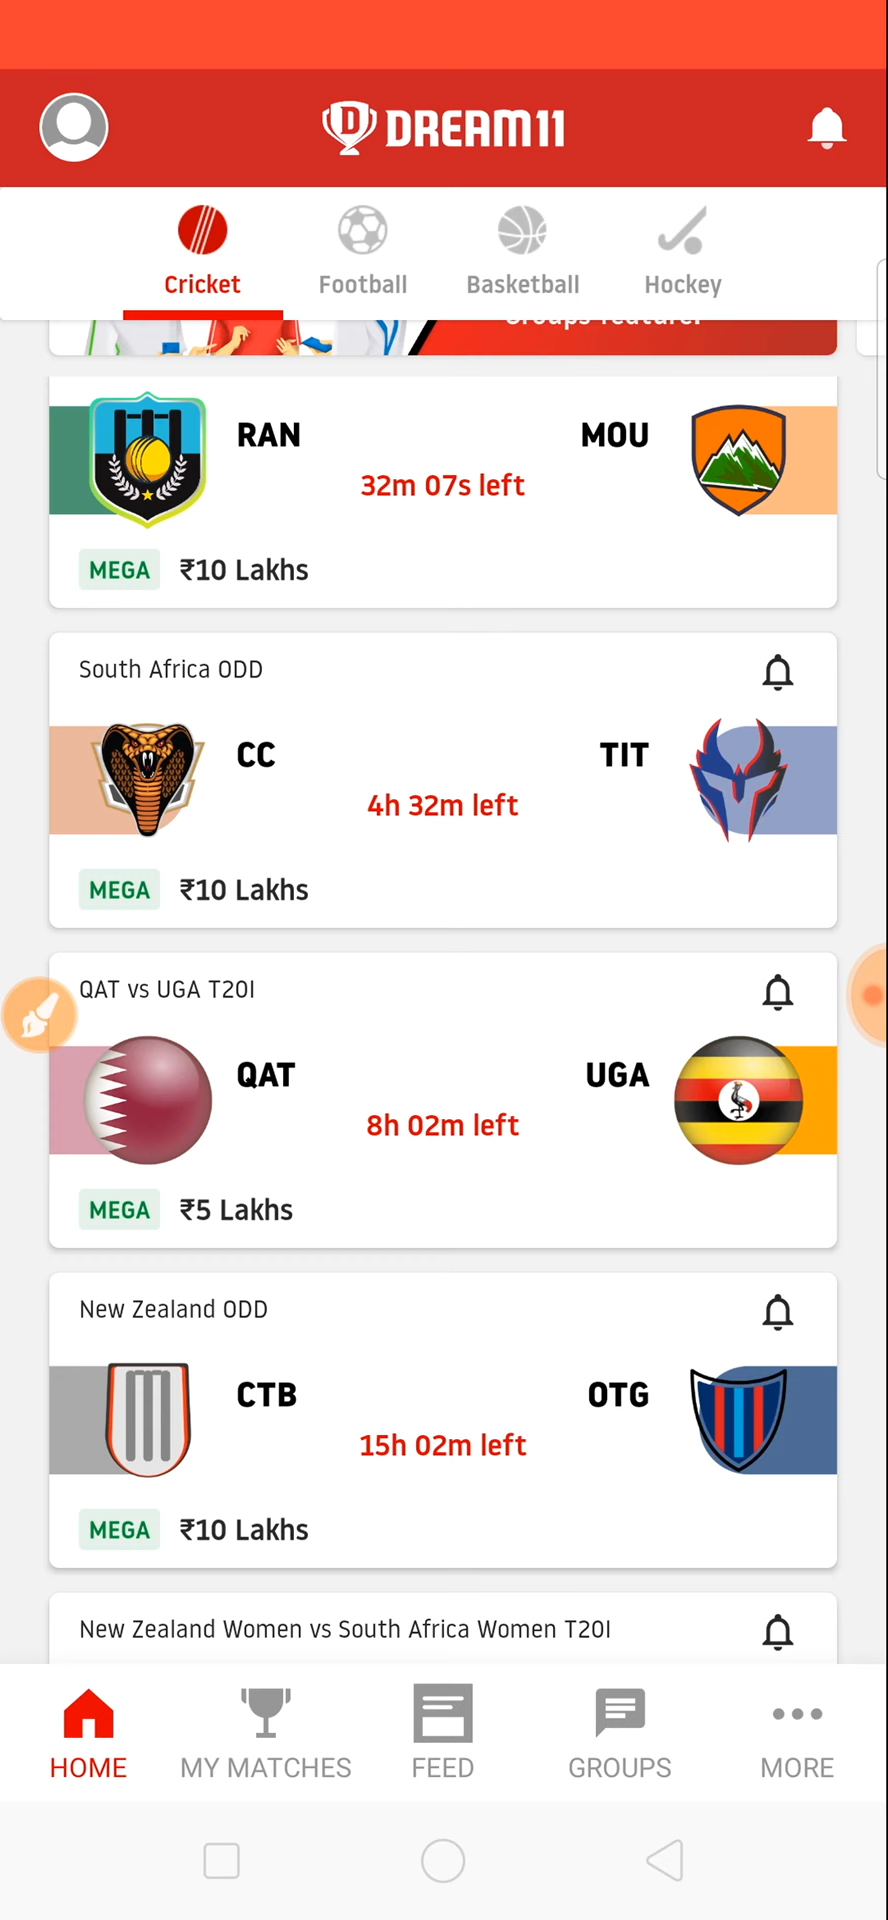 DREAM11
Cricket
Football
Basketball
Hockey
Groups feature!
RAN
MOU
32m 07s left
MEGA ₹10 Lakhs
South Africa ODD
CC
TIT
4h 32m left
MEGA ₹10 Lakhs
QAT vs UGA T20I
QAT
UGA
8h 02m left
MEGA ₹5 Lakhs
New Zealand ODD
CTB
OTG
15h 02m left
MEGA ₹10 Lakhs
New Zealand Women vs South Africa Women T20I
HOME
MY MATCHES
FEED
GROUPS
MORE